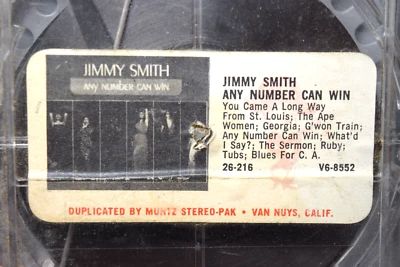 JIMMY SMITH
ANY NUMBER CAN WIN
JIMMY SMITH
ANY NUMBER CAN WIN
You Came A Long Way
From St. Louis; The Ape
Women; Georgia; G'won Train;
Any Number Can Win; What'd
I Say?; The Sermon; Ruby;
Tubs; Blues For C. A.
26-216 V6-8552
DUPLICATED BY MUNTZ STEREO-PAK • VAN NUYS, CALIF.